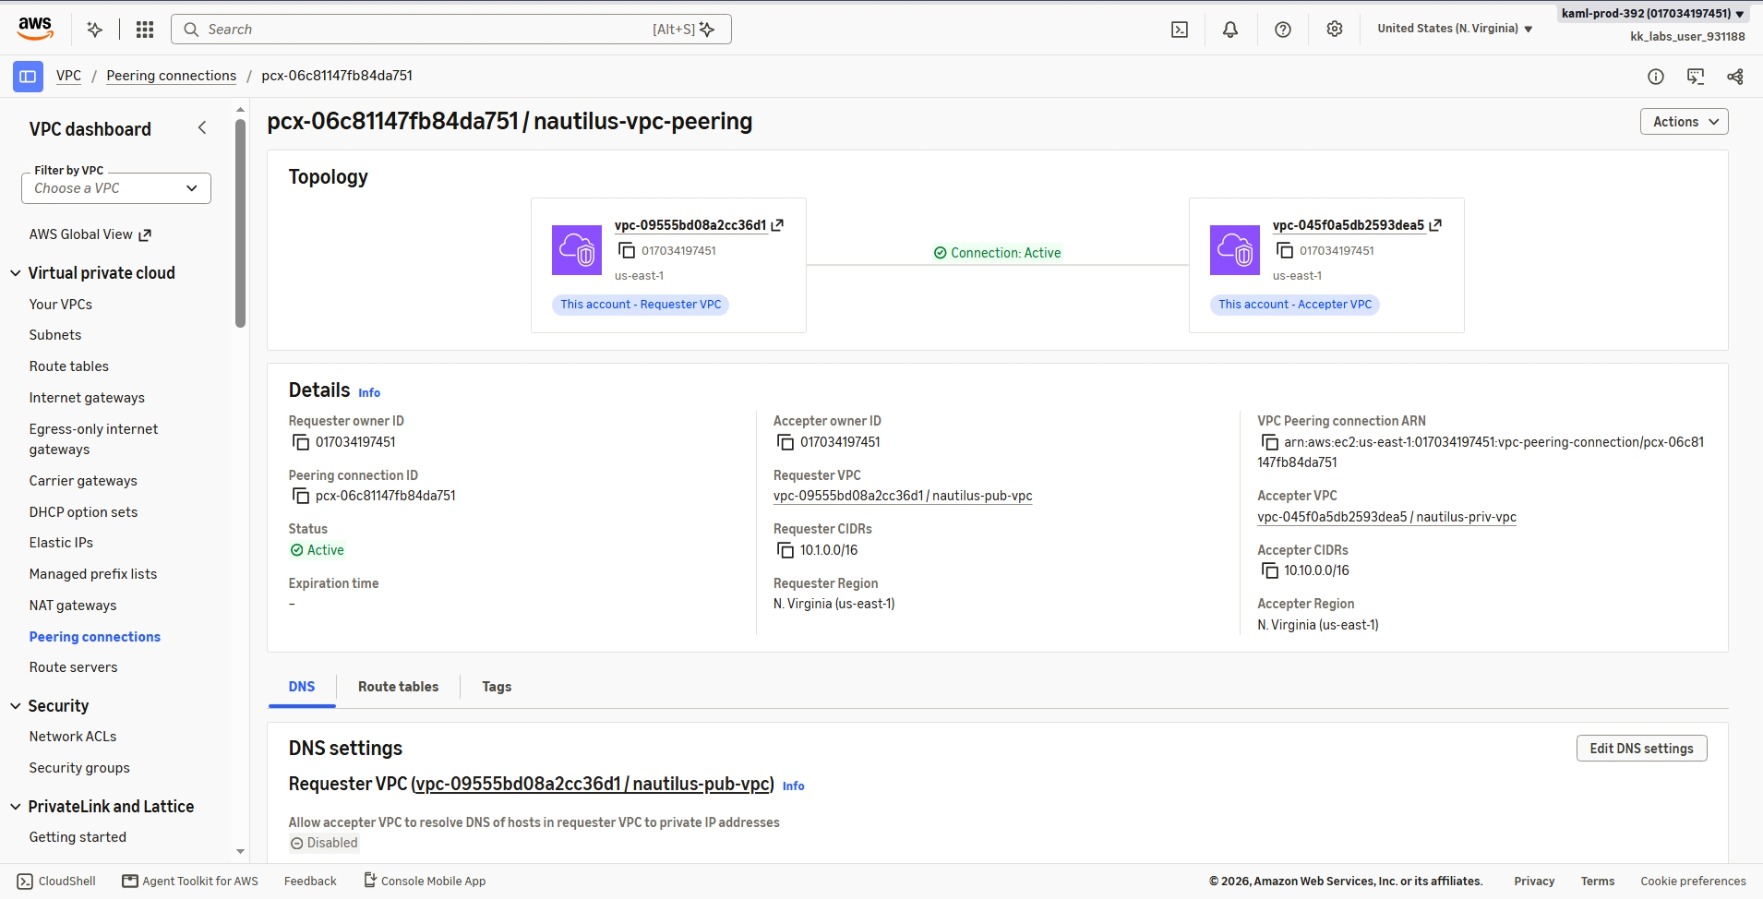 aws
Search
[Alt+S]
United States (N. Virginia) ▼
kaml-prod-392 (017034197451) ▼
kk_labs_user_931188
VPC / Peering connections / pcx-06c81147fb84da751
VPC dashboard
Filter by VPC
Choose a VPC
AWS Global View
Virtual private cloud
Your VPCs
Subnets
Route tables
Internet gateways
Egress-only internet
gateways
Carrier gateways
DHCP option sets
Elastic IPs
Managed prefix lists
NAT gateways
Peering connections
Route servers
Security
Network ACLs
Security groups
PrivateLink and Lattice
Getting started
pcx-06c81147fb84da751 / nautilus-vpc-peering
Actions
Topology
vpc-09555bd08a2cc36d1
017034197451
us-east-1
This account - Requester VPC
Connection: Active
vpc-045f0a5db2593dea5
017034197451
us-east-1
This account - Accepter VPC
Details Info
Requester owner ID
017034197451
Peering connection ID
pcx-06c81147fb84da751
Status
Active
Expiration time
–
Accepter owner ID
017034197451
Requester VPC
vpc-09555bd08a2cc36d1 / nautilus-pub-vpc
Requester CIDRs
10.1.0.0/16
Requester Region
N. Virginia (us-east-1)
VPC Peering connection ARN
arn:aws:ec2:us-east-1:017034197451:vpc-peering-connection/pcx-06c81
147fb84da751
Accepter VPC
vpc-045f0a5db2593dea5 / nautilus-priv-vpc
Accepter CIDRs
10.10.0.0/16
Accepter Region
N. Virginia (us-east-1)
DNS
Route tables
Tags
DNS settings
Edit DNS settings
Requester VPC (vpc-09555bd08a2cc36d1 / nautilus-pub-vpc) Info
Allow accepter VPC to resolve DNS of hosts in requester VPC to private IP addresses
Disabled
CloudShell
Agent Toolkit for AWS
Feedback
Console Mobile App
© 2026, Amazon Web Services, Inc. or its affiliates.
Privacy
Terms
Cookie preferences